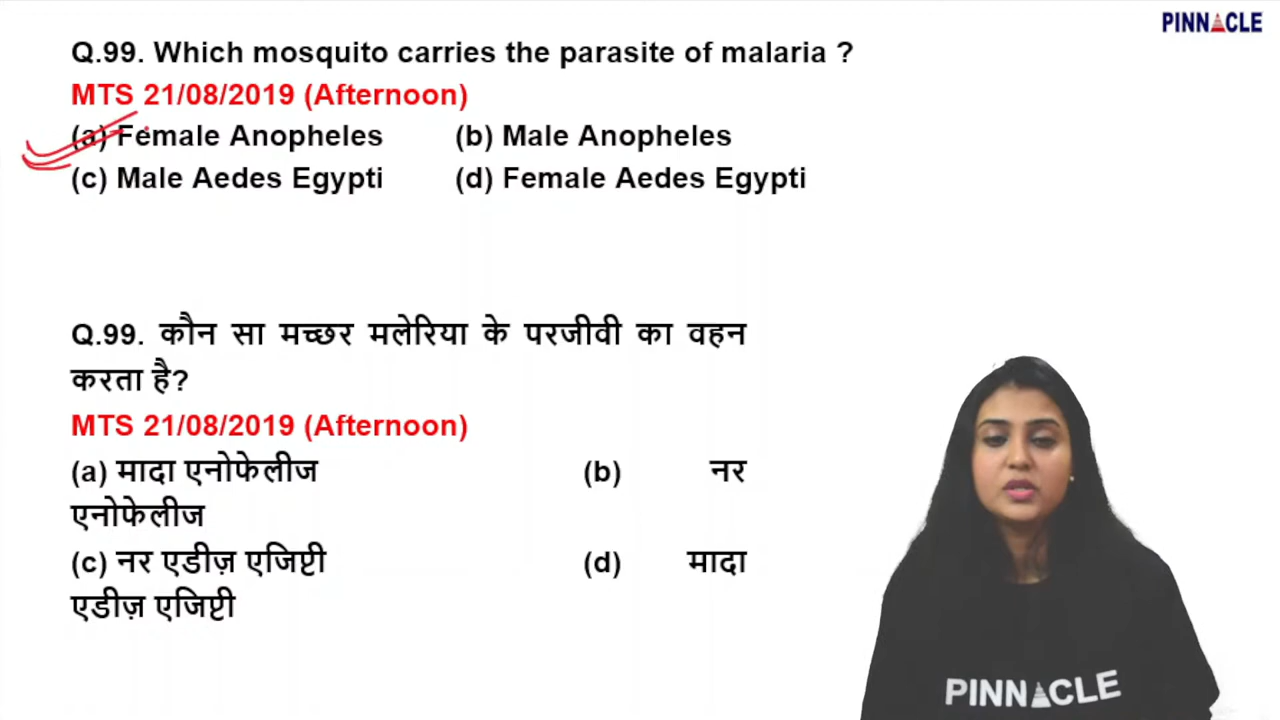 PINNACLE
Q.99. Which mosquito carries the parasite of malaria ?
MTS 21/08/2019 (Afternoon)
(a) Female Anopheles (b) Male Anopheles
(c) Male Aedes Egypti (d) Female Aedes Egypti
Q.99. कौन सा मच्छर मलेरिया के परजीवी का वहन
करता है?
MTS 21/08/2019 (Afternoon)
(a) मादा एनोफेलीज (b) नर
एनोफेलीज
(c) नर एडीज़ एजिप्टी (d) मादा
एडीज़ एजिप्टी
PINNACLE